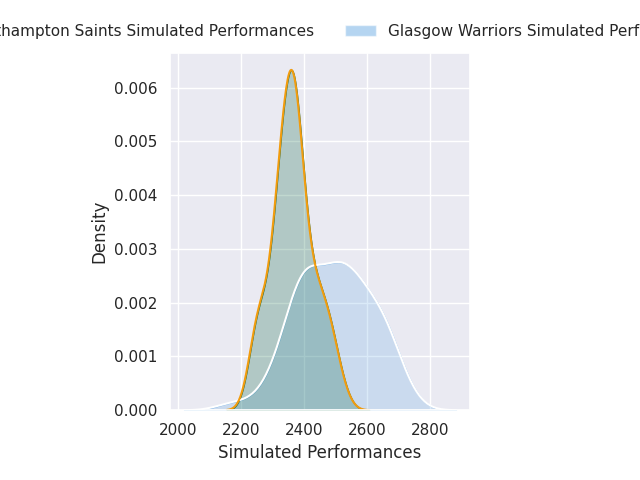 hampton Saints Simulated Performances
Glasgow Warriors Simulated Perf
0.006
0.005
0.004
0.003
0.002
0.001
0.000
Density
2000 2200 2400 2600 2800
Simulated Performances